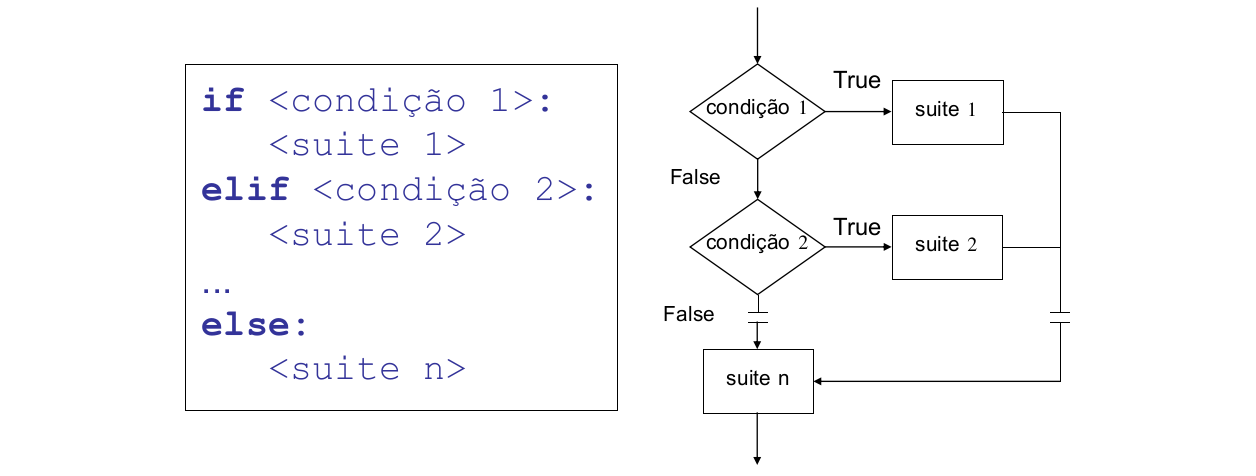 if <condição 1>:
<suite 1>
elif <condição 2>:
<suite 2>
...
else:
<suite n>
condição 1
True
suite 1
False
condição 2
True
suite 2
False
suite n